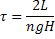 τ = 2L / ngH